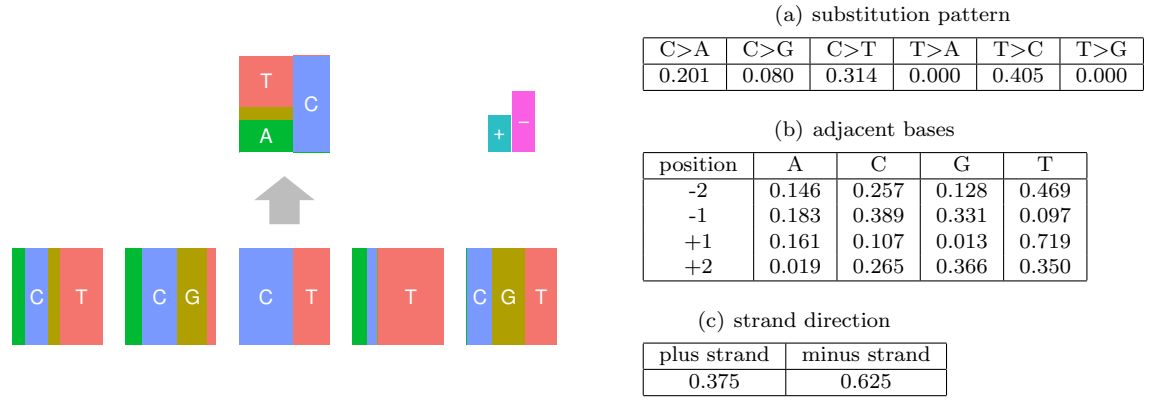 T
C
A
+
−
C T
C G
C T
T
C G T
(a) substitution pattern
C>A C>G C>T T>A T>C T>G
0.201 0.080 0.314 0.000 0.405 0.000
(b) adjacent bases
position A C G T
-2 0.146 0.257 0.128 0.469
-1 0.183 0.389 0.331 0.097
+1 0.161 0.107 0.013 0.719
+2 0.019 0.265 0.366 0.350
(c) strand direction
plus strand minus strand
0.375 0.625